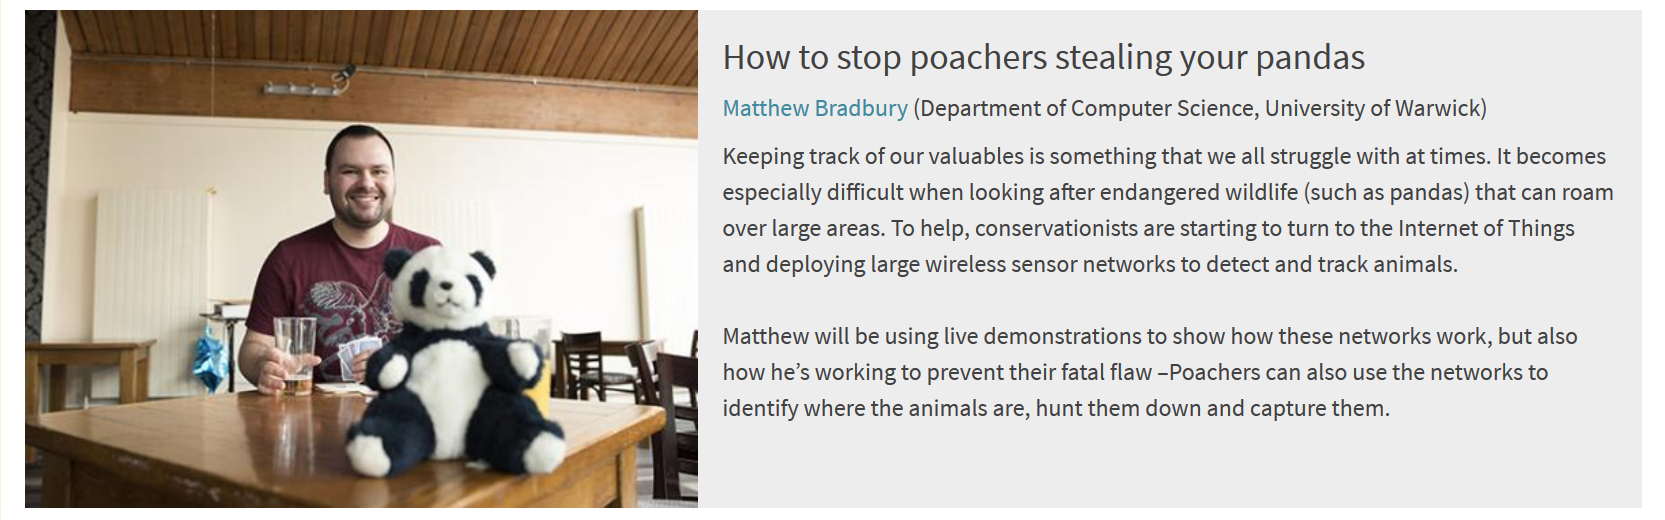 How to stop poachers stealing your pandas
Matthew Bradbury (Department of Computer Science, University of Warwick)
Keeping track of our valuables is something that we all struggle with at times. It becomes
especially difficult when looking after endangered wildlife (such as pandas) that can roam
over large areas. To help, conservationists are starting to turn to the Internet of Things
and deploying large wireless sensor networks to detect and track animals.
Matthew will be using live demonstrations to show how these networks work, but also
how he’s working to prevent their fatal flaw –Poachers can also use the networks to
identify where the animals are, hunt them down and capture them.